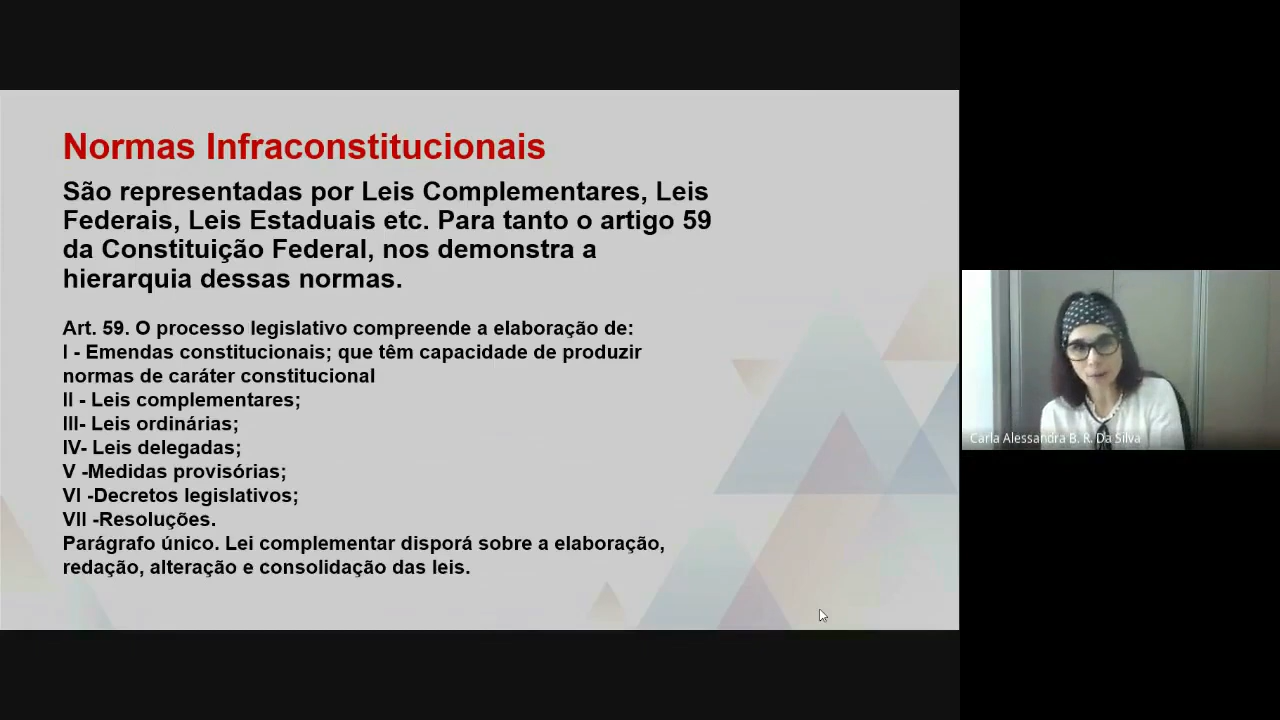 Normas Infraconstitucionais
São representadas por Leis Complementares, Leis
Federais, Leis Estaduais etc. Para tanto o artigo 59
da Constituição Federal, nos demonstra a
hierarquia dessas normas.
Art. 59. O processo legislativo compreende a elaboração de:
I - Emendas constitucionais; que têm capacidade de produzir
normas de caráter constitucional
II - Leis complementares;
III- Leis ordinárias;
IV- Leis delegadas;
V -Medidas provisórias;
VI -Decretos legislativos;
VII -Resoluções.
Parágrafo único. Lei complementar disporá sobre a elaboração,
redação, alteração e consolidação das leis.
Carla Alessandra B. R. Da Silva